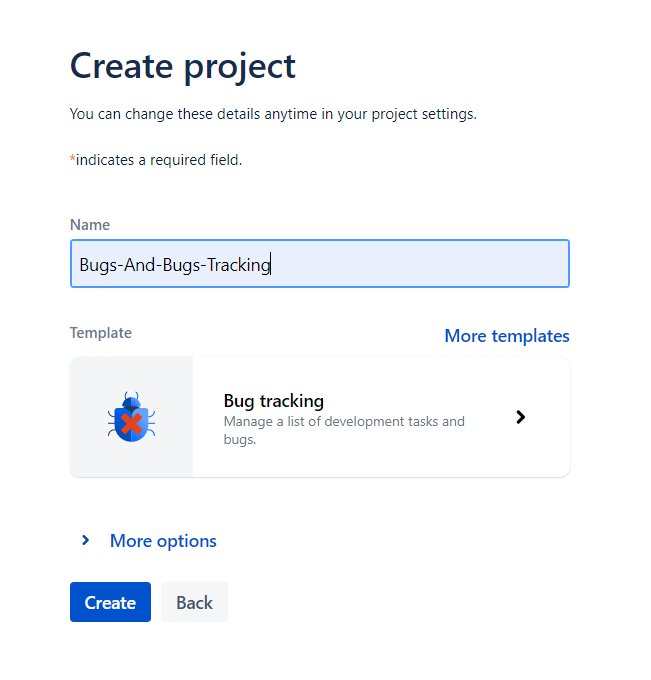 Create project
You can change these details anytime in your project settings.
*indicates a required field.
Name
Bugs-And-Bugs-Tracking
Template
More templates
Bug tracking
Manage a list of development tasks and
bugs.
More options
Create
Back